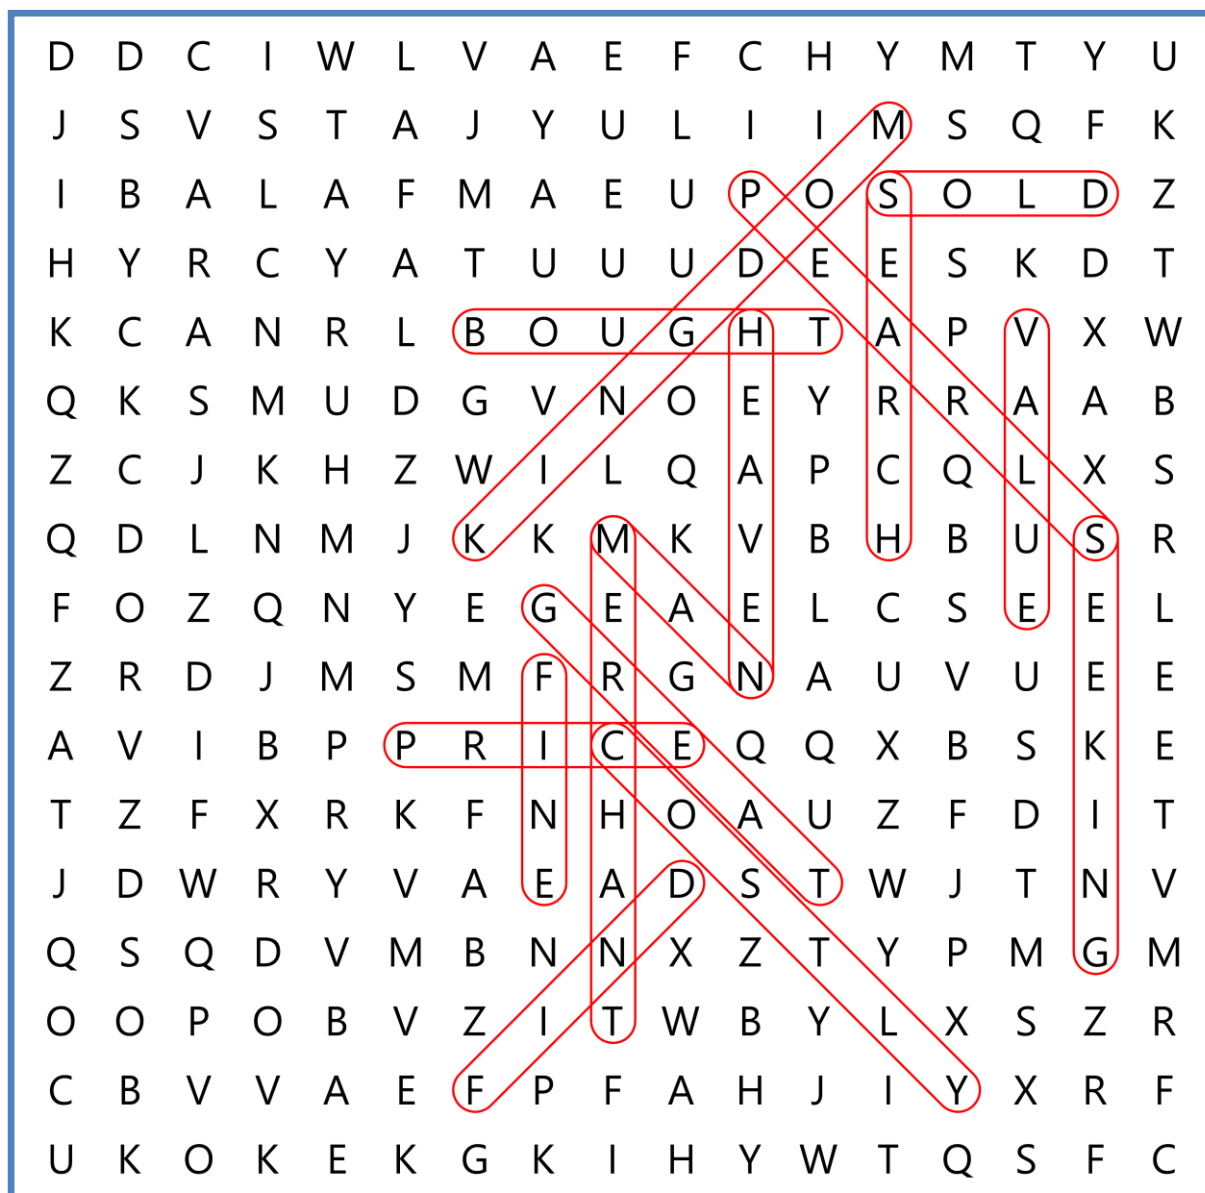 D D C I W L V A E F C H Y M T Y U
J S V S T A J Y U L I I M S Q F K
I B A L A F M A E U P O S O L D Z
H Y R C Y A T U U U D E E S K D T
K C A N R L B O U G H T A P V X W
Q K S M U D G V N O E Y R R A A B
Z C J K H Z W I L Q A P C Q L X S
Q D L N M J K K M K V B H B U S R
F O Z Q N Y E G E A E L C S E E L
Z R D J M S M F R G N A U V U E E
A V I B P P R I C E Q Q X B S K E
T Z F X R K F N H O A U Z F D I T
J D W R Y V A E A D S T W J T N V
Q S Q D V M B N N X Z T Y P M G M
O O P O B V Z I T W B Y L X S Z R
C B V V A E F P F A H J I Y X R F
U K O K E K G K I H Y W T Q S F C